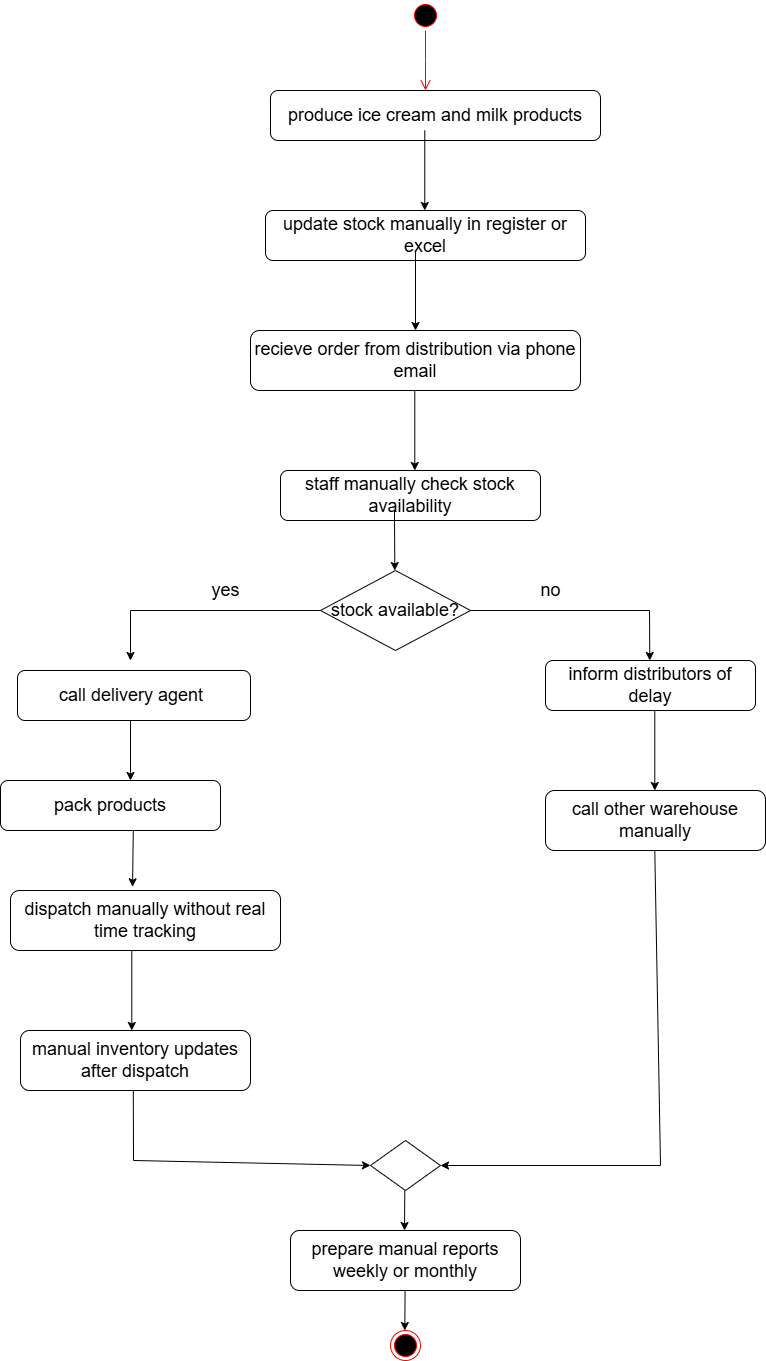 produce ice cream and milk products
update stock manually in register or
excel
recieve order from distribution via phone
email
staff manually check stock
availability
stock available?
yes
no
call delivery agent
inform distributors of
delay
pack products
call other warehouse
manually
dispatch manually without real
time tracking
manual inventory updates
after dispatch
prepare manual reports
weekly or monthly